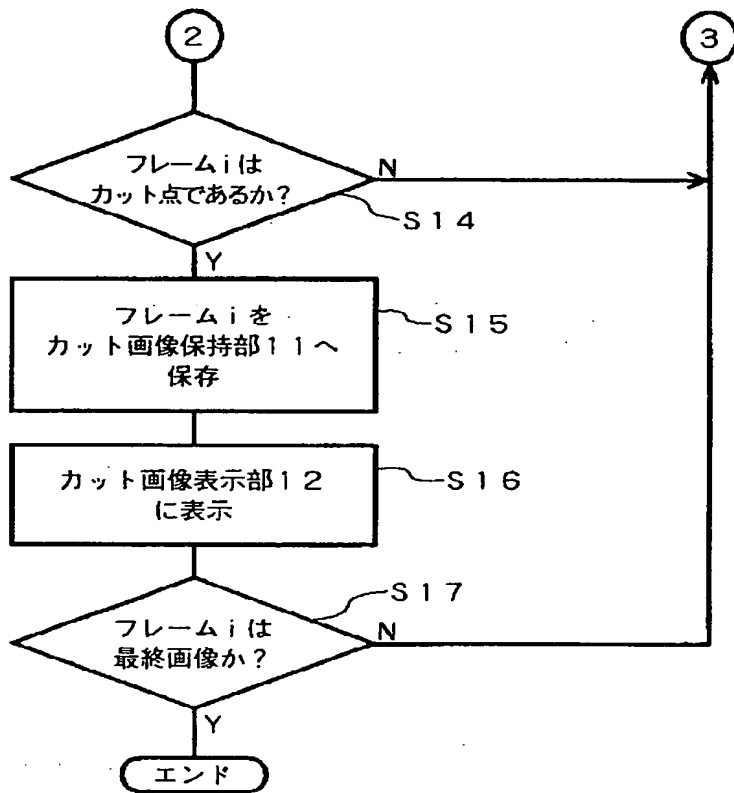 2
3
フレームiは
カット点であるか?
N
S14
Y
フレームiを
カット画像保持部11へ
保存
S15
カット画像表示部12
に表示
S16
S17
フレームiは
最終画像か?
N
Y
エンド